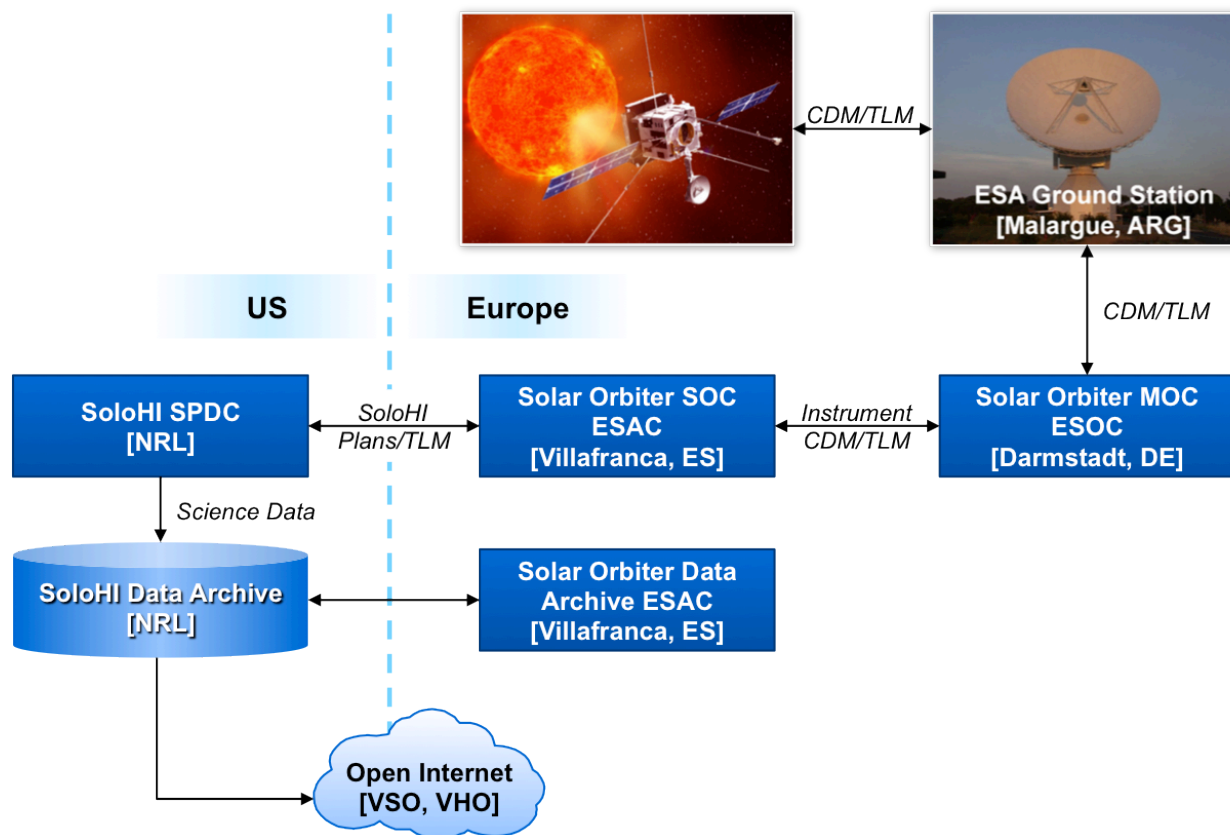 CDM/TLM
ESA Ground Station
[Malargue, ARG]
US
Europe
CDM/TLM
SoloHI SPDC
[NRL]
SoloHI
Plans/TLM
Solar Orbiter SOC
ESAC
[Villafranca, ES]
Instrument
CDM/TLM
Solar Orbiter MOC
ESOC
[Darmstadt, DE]
Science Data
SoloHI Data Archive
[NRL]
Solar Orbiter Data
Archive ESAC
[Villafranca, ES]
Open Internet
[VSO, VHO]